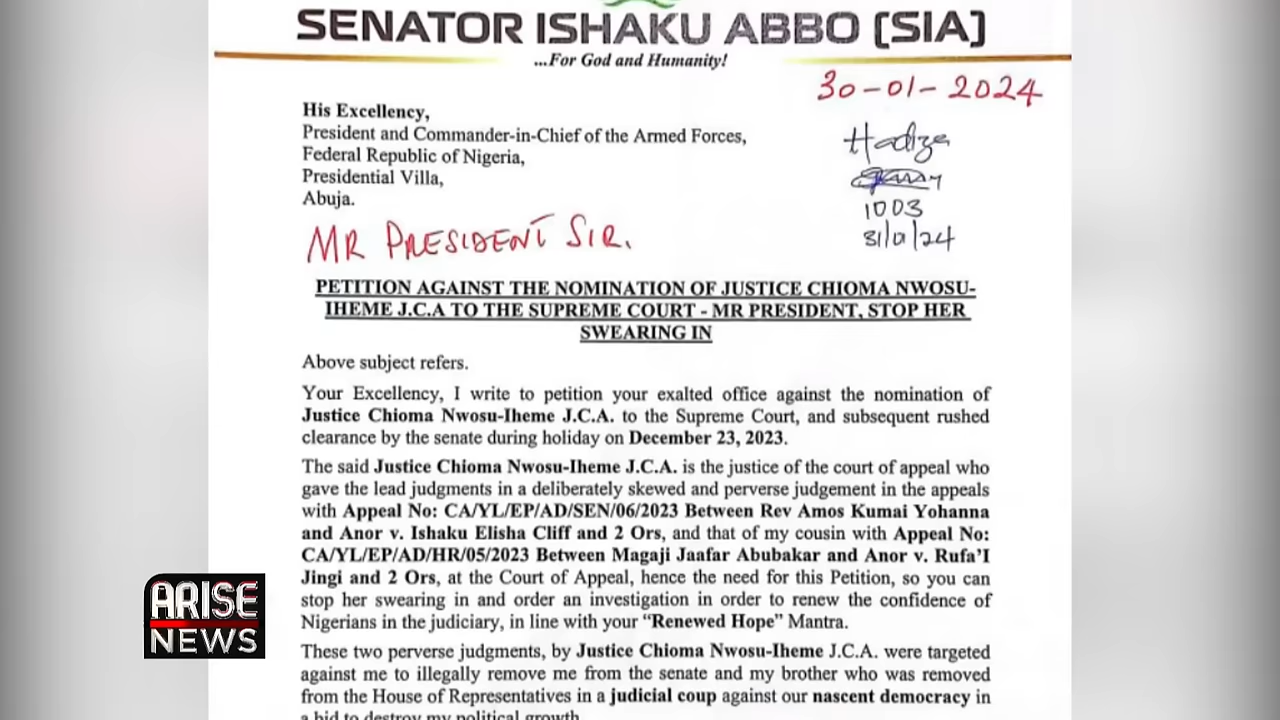 SENATOR ISHAKU ABBO (SIA)
...For God and Humanity!
30-01-2024
His Excellency,
President and Commander-in-Chief of the Armed Forces,
Federal Republic of Nigeria,
Presidential Villa,
Abuja.
Hadiza
1003
31/01/24
MR PRESIDENT SIR.
PETITION AGAINST THE NOMINATION OF JUSTICE CHIOMA NWOSU-
IHEME J.C.A TO THE SUPREME COURT - MR PRESIDENT, STOP HER
SWEARING IN
Above subject refers.
Your Excellency, I write to petition your exalted office against the nomination of
Justice Chioma Nwosu-Iheme J.C.A. to the Supreme Court, and subsequent rushed
clearance by the senate during holiday on December 23, 2023.
The said Justice Chioma Nwosu-Iheme J.C.A. is the justice of the court of appeal who
gave the lead judgments in a deliberately skewed and perverse judgement in the appeals
with Appeal No: CA/YL/EP/AD/SEN/06/2023 Between Rev Amos Kumai Yohanna
and Anor v. Ishaku Elisha Cliff and 2 Ors, and that of my cousin with Appeal No:
CA/YL/EP/AD/HR/05/2023 Between Magaji Jaafar Abubakar and Anor v. Rufa'I
Jingi and 2 Ors, at the Court of Appeal, hence the need for this Petition, so you can
stop her swearing in and order an investigation in order to renew the confidence of
Nigerians in the judiciary, in line with your "Renewed Hope" Mantra.
These two perverse judgments, by Justice Chioma Nwosu-Iheme J.C.A. were targeted
against me to illegally remove me from the senate and my brother who was removed
from the House of Representatives in a judicial coup against our nascent democracy in
a bid to destroy my political growth
ARISE
NEWS